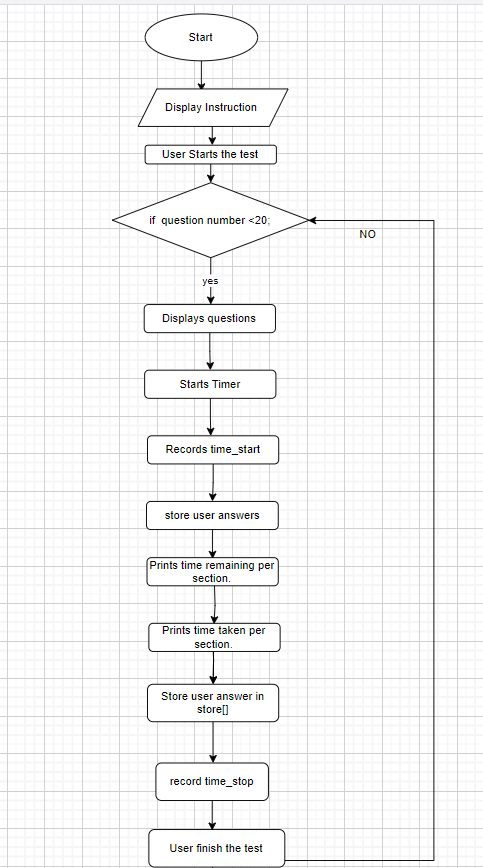 Start
Display Instruction
User Starts the test
if question number <20;
NO
yes
Displays questions
Starts Timer
Records time_start
store user answers
Prints time remaining per
section.
Prints time taken per
section.
Store user answer in
store[]
record time_stop
User finish the test